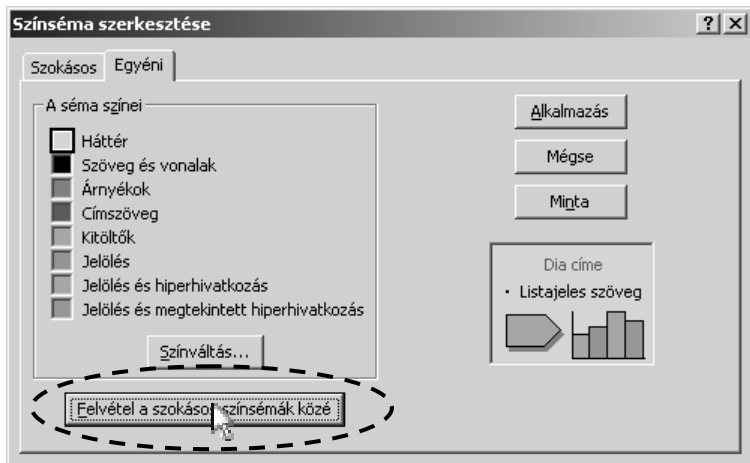 Színséma szerkesztése
Szokásos
Egyéni
A séma színei
Háttér
Szöveg és vonalak
Árnyékok
Címszöveg
Kitöltők
Jelölés
Jelölés és hiperhivatkozás
Jelölés és megtekintett hiperhivatkozás
Színváltás...
Felvétel a szokásos színsémák közé
Alkalmazás
Mégse
Minta
Dia címe
• Listajeles szöveg